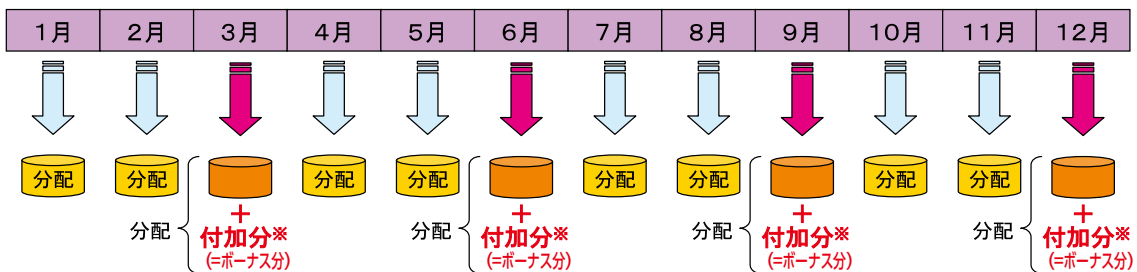 1月 2月 3月 4月 5月 6月 7月 8月 9月 10月 11月 12月
分配 分配 分配 分配 分配 分配 分配 分配
分配 + 分配 + 分配 + 分配 +
付加分※ 付加分※ 付加分※ 付加分※
(=ボーナス分) (=ボーナス分) (=ボーナス分) (=ボーナス分)